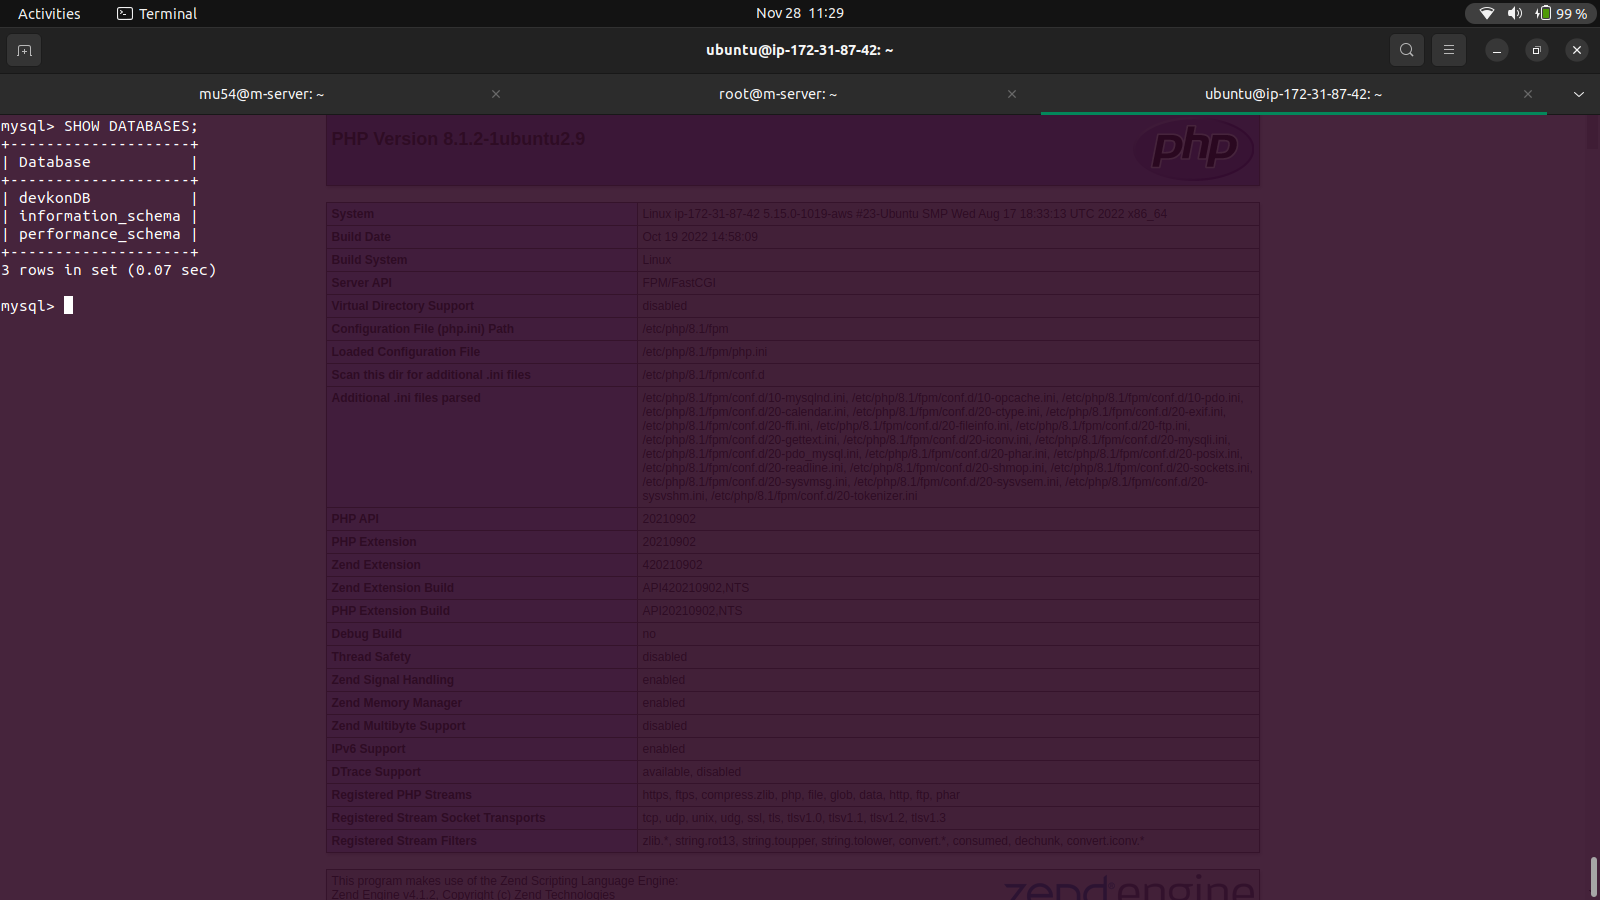 Activities
Terminal
Nov 28 11:29
99 %
ubuntu@ip-172-31-87-42: ~
mu54@m-server: ~
root@m-server: ~
ubuntu@ip-172-31-87-42: ~
mysql> SHOW DATABASES;
+--------------------+
| Database           |
+--------------------+
| devkonDB           |
| information_schema |
| performance_schema |
+--------------------+
3 rows in set (0.07 sec)
mysql>
PHP Version 8.1.2-1ubuntu2.9
php
System Linux ip-172-31-87-42 5.15.0-1019-aws #23-Ubuntu SMP Wed Aug 17 18:33:13 UTC 2022 x86_64
Build Date Oct 19 2022 14:58:09
Build System Linux
Server API FPM/FastCGI
Virtual Directory Support disabled
Configuration File (php.ini) Path /etc/php/8.1/fpm
Loaded Configuration File /etc/php/8.1/fpm/php.ini
Scan this dir for additional .ini files /etc/php/8.1/fpm/conf.d
Additional .ini files parsed /etc/php/8.1/fpm/conf.d/10-mysqlnd.ini, /etc/php/8.1/fpm/conf.d/10-opcache.ini, /etc/php/8.1/fpm/conf.d/10-pdo.ini,
/etc/php/8.1/fpm/conf.d/20-calendar.ini, /etc/php/8.1/fpm/conf.d/20-ctype.ini, /etc/php/8.1/fpm/conf.d/20-exif.ini,
/etc/php/8.1/fpm/conf.d/20-ffi.ini, /etc/php/8.1/fpm/conf.d/20-fileinfo.ini, /etc/php/8.1/fpm/conf.d/20-ftp.ini,
/etc/php/8.1/fpm/conf.d/20-gettext.ini, /etc/php/8.1/fpm/conf.d/20-iconv.ini, /etc/php/8.1/fpm/conf.d/20-mysqli.ini,
/etc/php/8.1/fpm/conf.d/20-pdo_mysql.ini, /etc/php/8.1/fpm/conf.d/20-phar.ini, /etc/php/8.1/fpm/conf.d/20-posix.ini,
/etc/php/8.1/fpm/conf.d/20-readline.ini, /etc/php/8.1/fpm/conf.d/20-shmop.ini, /etc/php/8.1/fpm/conf.d/20-sockets.ini,
/etc/php/8.1/fpm/conf.d/20-sysvmsg.ini, /etc/php/8.1/fpm/conf.d/20-sysvsem.ini, /etc/php/8.1/fpm/conf.d/20-
sysvshm.ini, /etc/php/8.1/fpm/conf.d/20-tokenizer.ini
PHP API 20210902
PHP Extension 20210902
Zend Extension 420210902
Zend Extension Build API420210902,NTS
PHP Extension Build API20210902,NTS
Debug Build no
Thread Safety disabled
Zend Signal Handling enabled
Zend Memory Manager enabled
Zend Multibyte Support disabled
IPv6 Support enabled
DTrace Support available, disabled
Registered PHP Streams https, ftps, compress.zlib, php, file, glob, data, http, ftp, phar
Registered Stream Socket Transports tcp, udp, unix, udg, ssl, tls, tlsv1.0, tlsv1.1, tlsv1.2, tlsv1.3
Registered Stream Filters zlib.*, string.rot13, string.toupper, string.tolower, convert.*, consumed, dechunk, convert.iconv.*
This program makes use of the Zend Scripting Language Engine:
Zend Engine v4.1.2, Copyright (c) Zend Technologies
zend engine